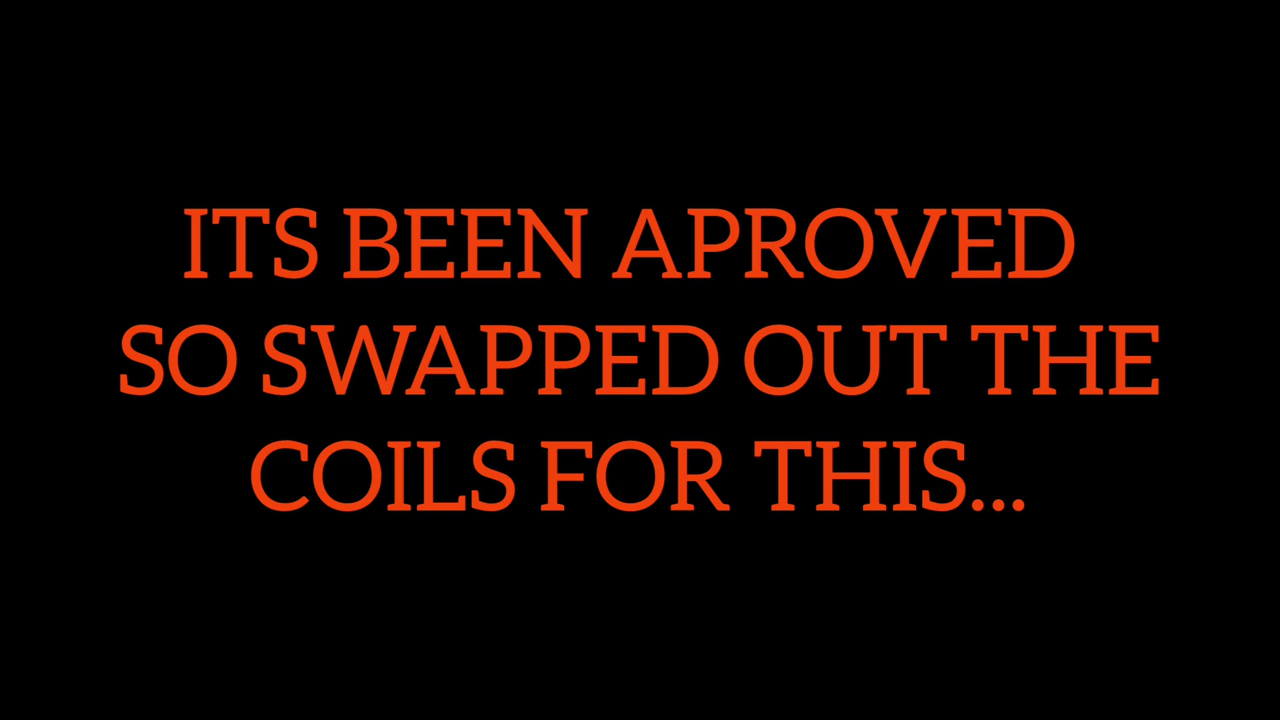 ITS BEEN APROVED
SO SWAPPED OUT THE
COILS FOR THIS...